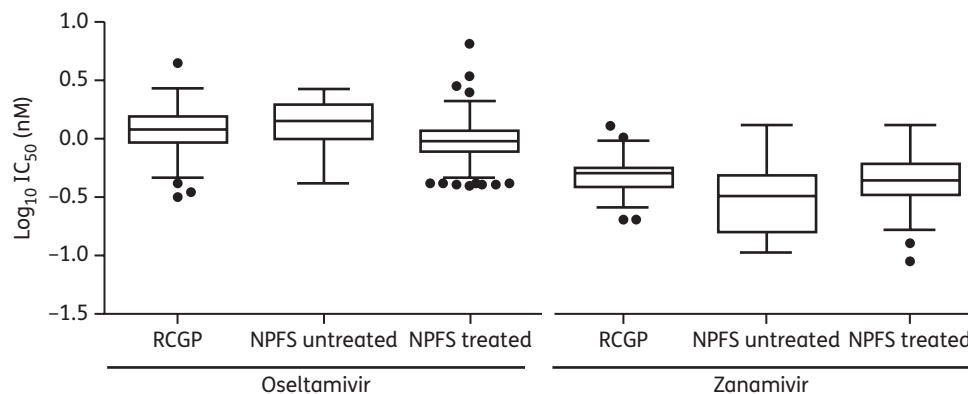 Log₁₀ IC₅₀ (nM)
1.0
0.5
0.0
−0.5
−1.0
−1.5
RCGP NPFS untreated NPFS treated RCGP NPFS untreated NPFS treated
Oseltamivir Zanamivir